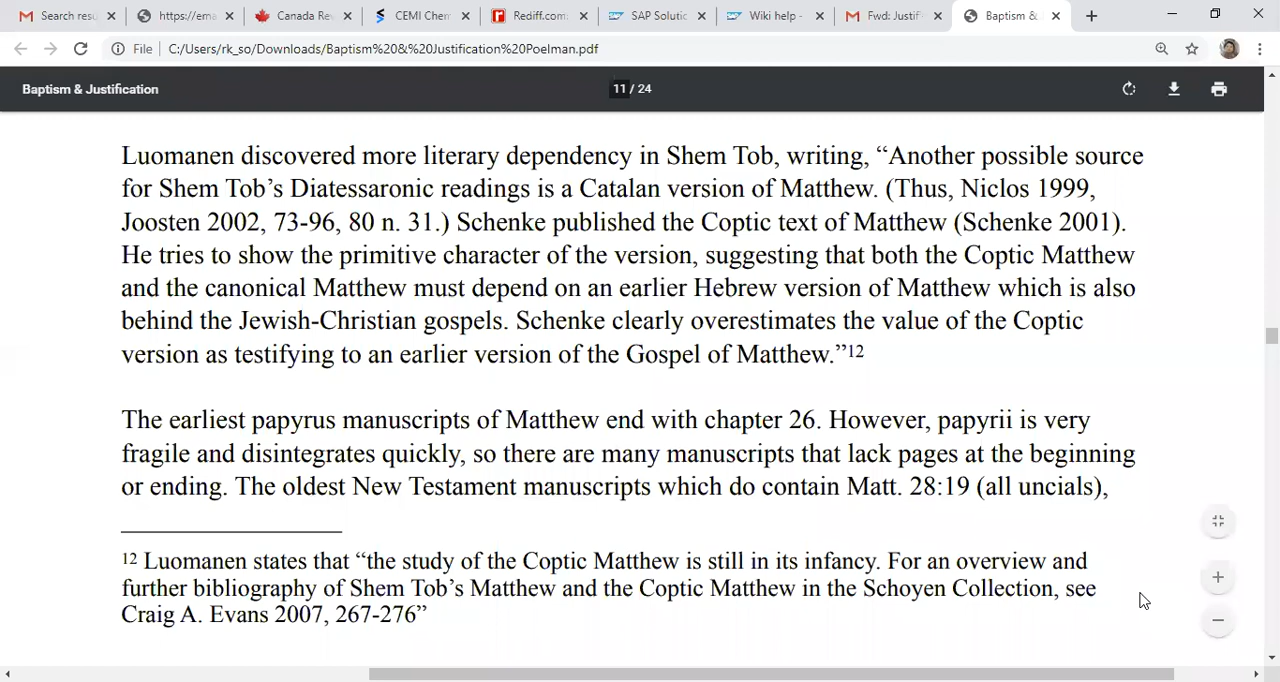 Search resu
https://ema
Canada Re
CEMI Chem
Rediff.com:
SAP Solutic
Wiki help -
Fwd: Justif
Baptism &
File
C:/Users/rk_so/Downloads/Baptism%20&%20Justification%20Poelman.pdf
Baptism & Justification
11 / 24
Luomanen discovered more literary dependency in Shem Tob, writing, “Another possible source
for Shem Tob’s Diatessaronic readings is a Catalan version of Matthew. (Thus, Niclos 1999,
Joosten 2002, 73-96, 80 n. 31.) Schenke published the Coptic text of Matthew (Schenke 2001).
He tries to show the primitive character of the version, suggesting that both the Coptic Matthew
and the canonical Matthew must depend on an earlier Hebrew version of Matthew which is also
behind the Jewish-Christian gospels. Schenke clearly overestimates the value of the Coptic
version as testifying to an earlier version of the Gospel of Matthew.”12
The earliest papyrus manuscripts of Matthew end with chapter 26. However, papyrii is very
fragile and disintegrates quickly, so there are many manuscripts that lack pages at the beginning
or ending. The oldest New Testament manuscripts which do contain Matt. 28:19 (all uncials),
12 Luomanen states that “the study of the Coptic Matthew is still in its infancy. For an overview and
further bibliography of Shem Tob’s Matthew and the Coptic Matthew in the Schoyen Collection, see
Craig A. Evans 2007, 267-276”